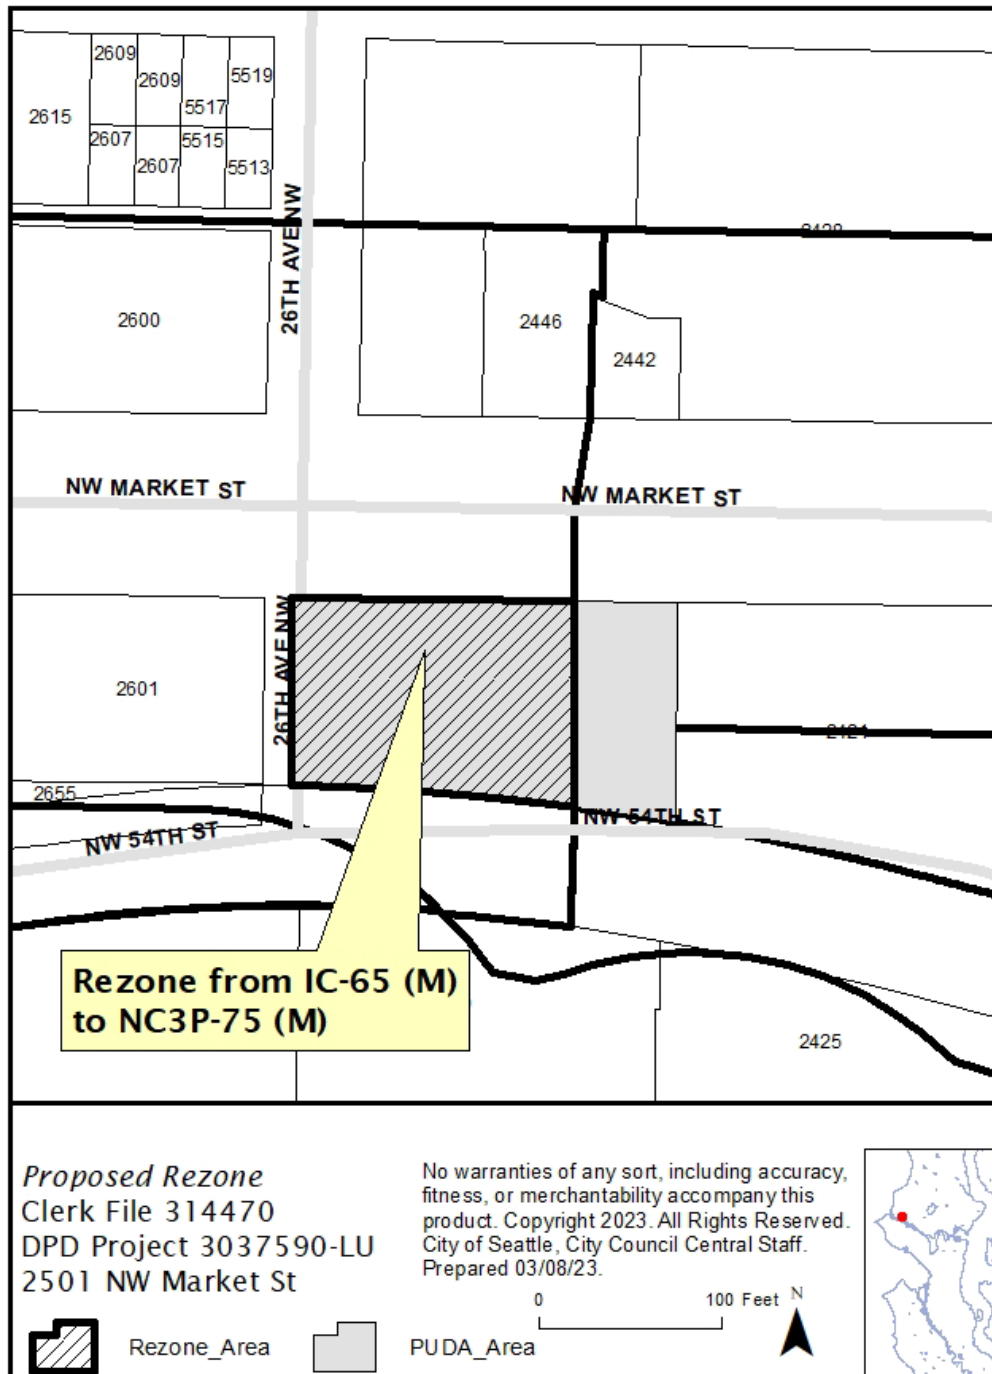 2609
2609
5519
2615
5517
2607
5515
2607
5513
26TH AVE NW
2428
2600
2446
2442
NW MARKET ST
NW MARKET ST
26TH AVE NW
2601
2655
NW 54TH ST
NW 54TH ST
Rezone from IC-65 (M)
to NC3P-75 (M)
2425
Proposed Rezone
Clerk File 314470
DPD Project 3037590-LU
2501 NW Market St
No warranties of any sort, including accuracy,
fitness, or merchantability accompany this
product. Copyright 2023. All Rights Reserved.
City of Seattle, City Council Central Staff.
Prepared 03/08/23.
0
100 Feet
N
Rezone_Area
PUDA_Area